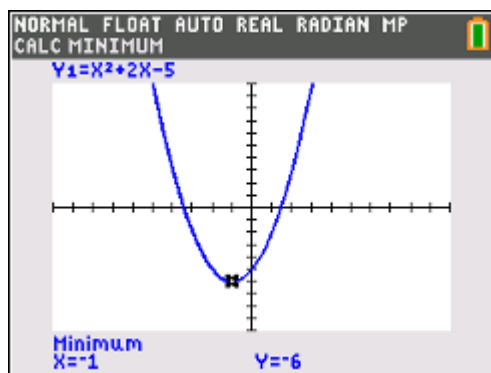 NORMAL FLOAT AUTO REAL RADIAN MP
CALC MINIMUM
Y₁=X²+2X-5
Minimum
X=⁻1 Y=⁻6